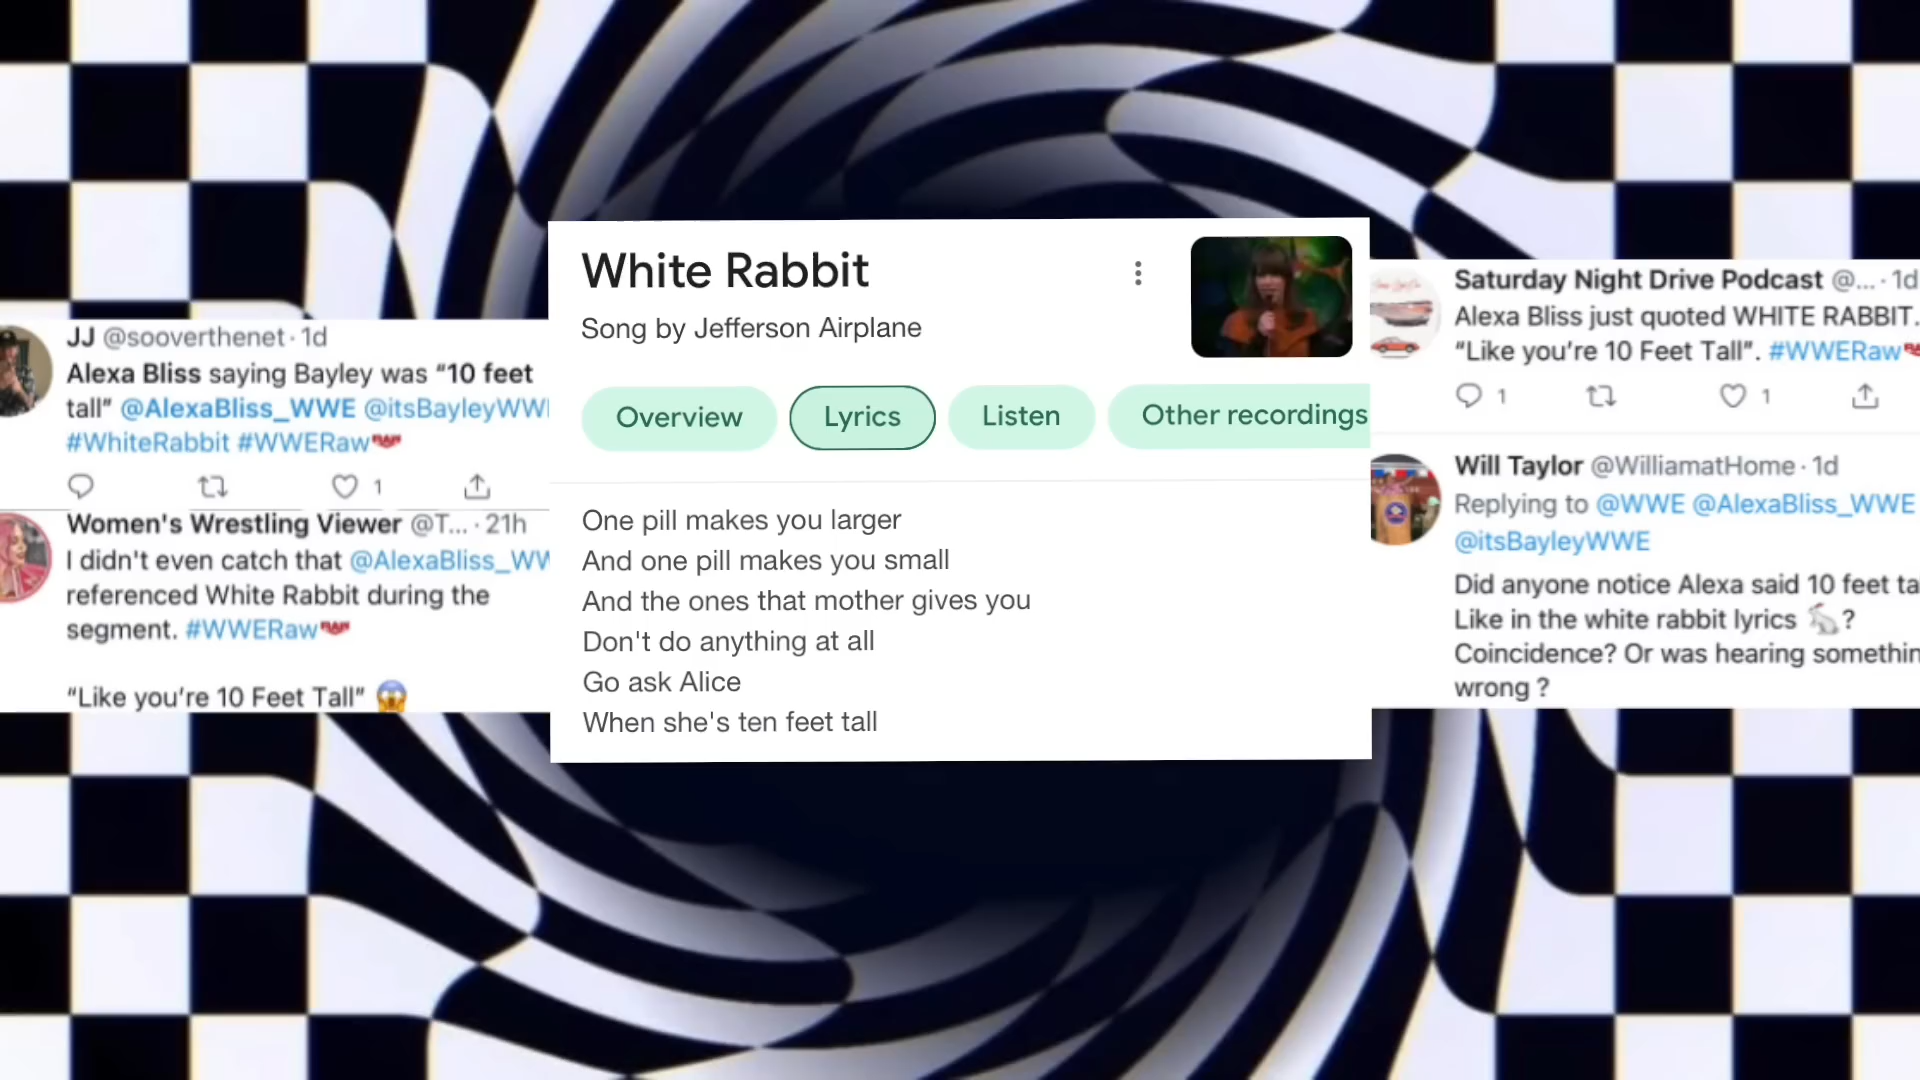 JJ @sooverthenet · 1d
Alexa Bliss saying Bayley was “10 feet
tall” @AlexaBliss_WWE @itsBayleyWW
#WhiteRabbit #WWERaw
1
Women's Wrestling Viewer @T... · 21h
I didn't even catch that @AlexaBliss_WW
referenced White Rabbit during the
segment. #WWERaw
“Like you’re 10 Feet Tall” 😱
White Rabbit
Song by Jefferson Airplane
Overview
Lyrics
Listen
Other recordings
One pill makes you larger
And one pill makes you small
And the ones that mother gives you
Don't do anything at all
Go ask Alice
When she's ten feet tall
Saturday Night Drive Podcast @... · 1d
Alexa Bliss just quoted WHITE RABBIT.
“Like you’re 10 Feet Tall”. #WWERaw
1
1
Will Taylor @WilliamatHome · 1d
Replying to @WWE @AlexaBliss_WWE
@itsBayleyWWE
Did anyone notice Alexa said 10 feet ta
Like in the white rabbit lyrics 🐇?
Coincidence? Or was hearing somethin
wrong ?